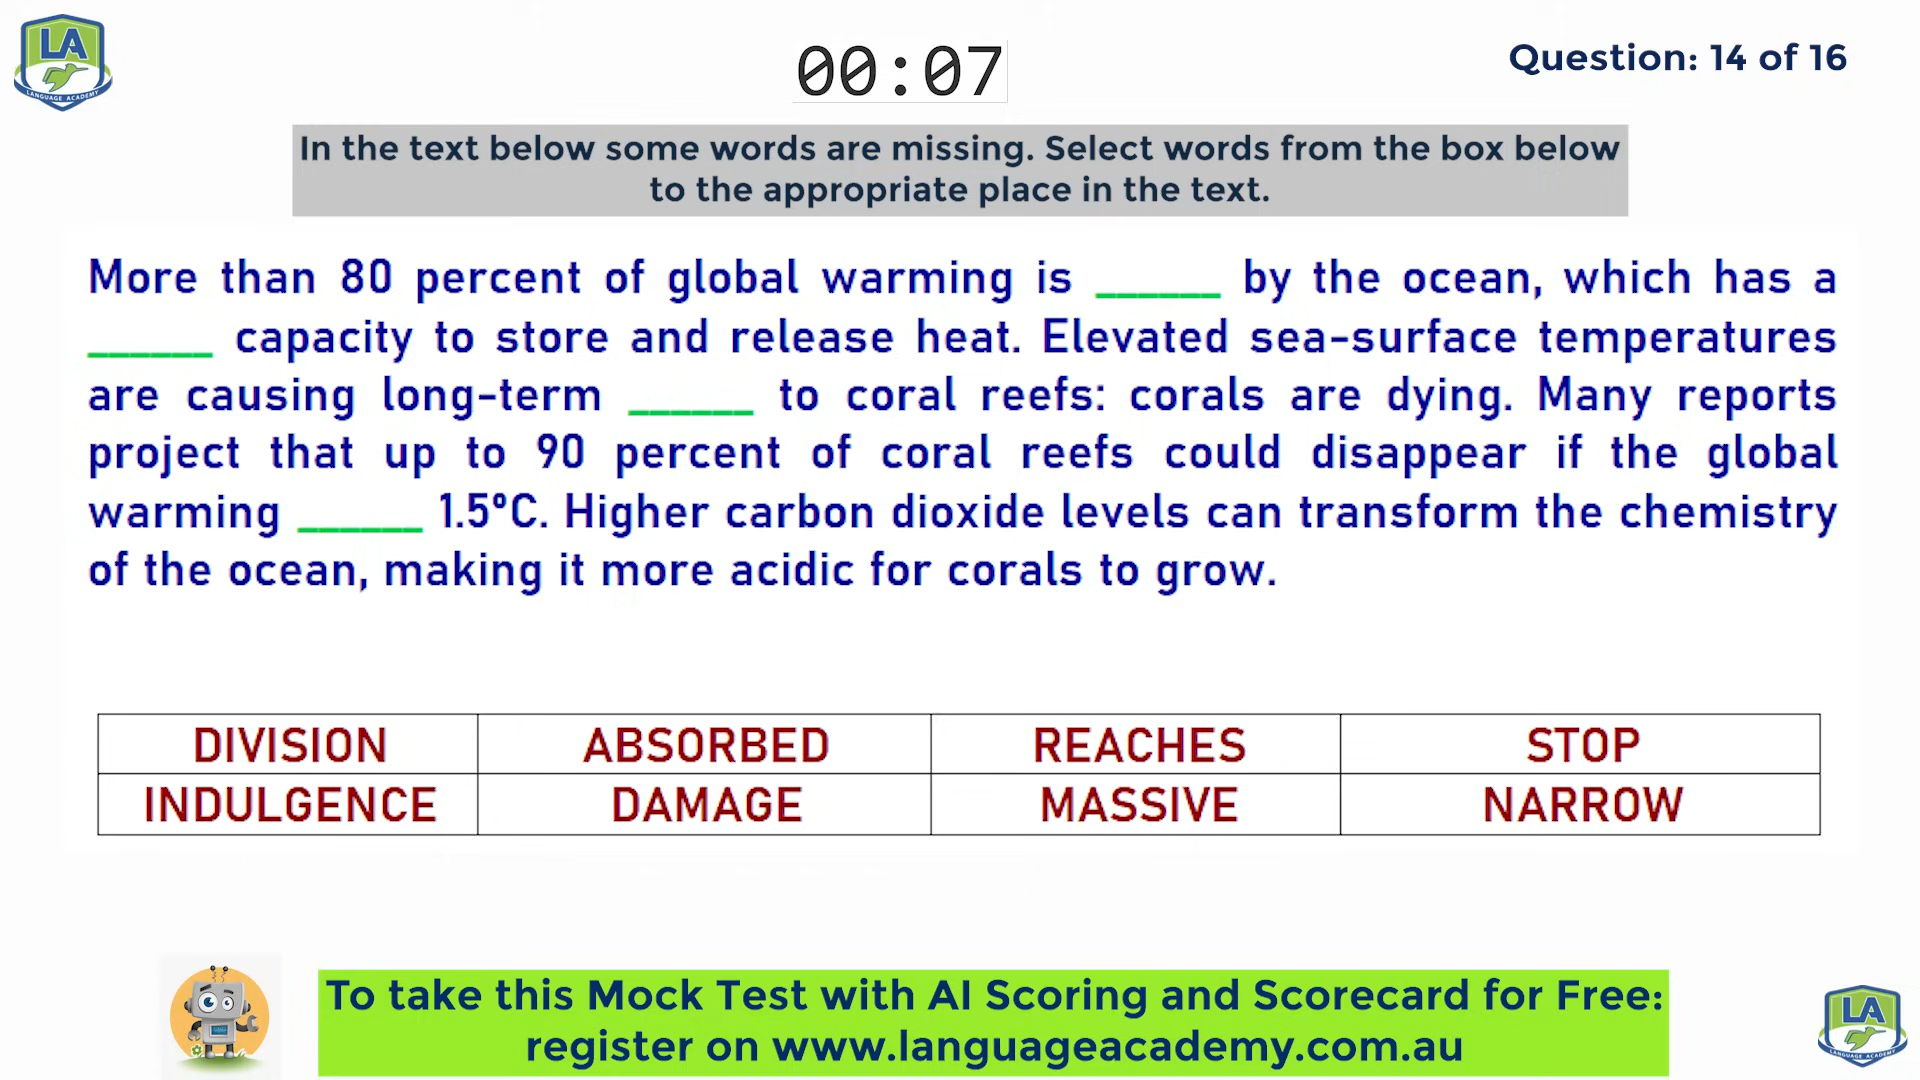 LA
LANGUAGE ACADEMY
00:07
Question: 14 of 16
In the text below some words are missing. Select words from the box below
to the appropriate place in the text.
More than 80 percent of global warming is ______ by the ocean, which has a
______ capacity to store and release heat. Elevated sea-surface temperatures
are causing long-term ______ to coral reefs: corals are dying. Many reports
project that up to 90 percent of coral reefs could disappear if the global
warming ______ 1.5°C. Higher carbon dioxide levels can transform the chemistry
of the ocean, making it more acidic for corals to grow.
DIVISION ABSORBED REACHES STOP
INDULGENCE DAMAGE MASSIVE NARROW
To take this Mock Test with AI Scoring and Scorecard for Free:
register on www.languageacademy.com.au
LA
LANGUAGE ACADEMY